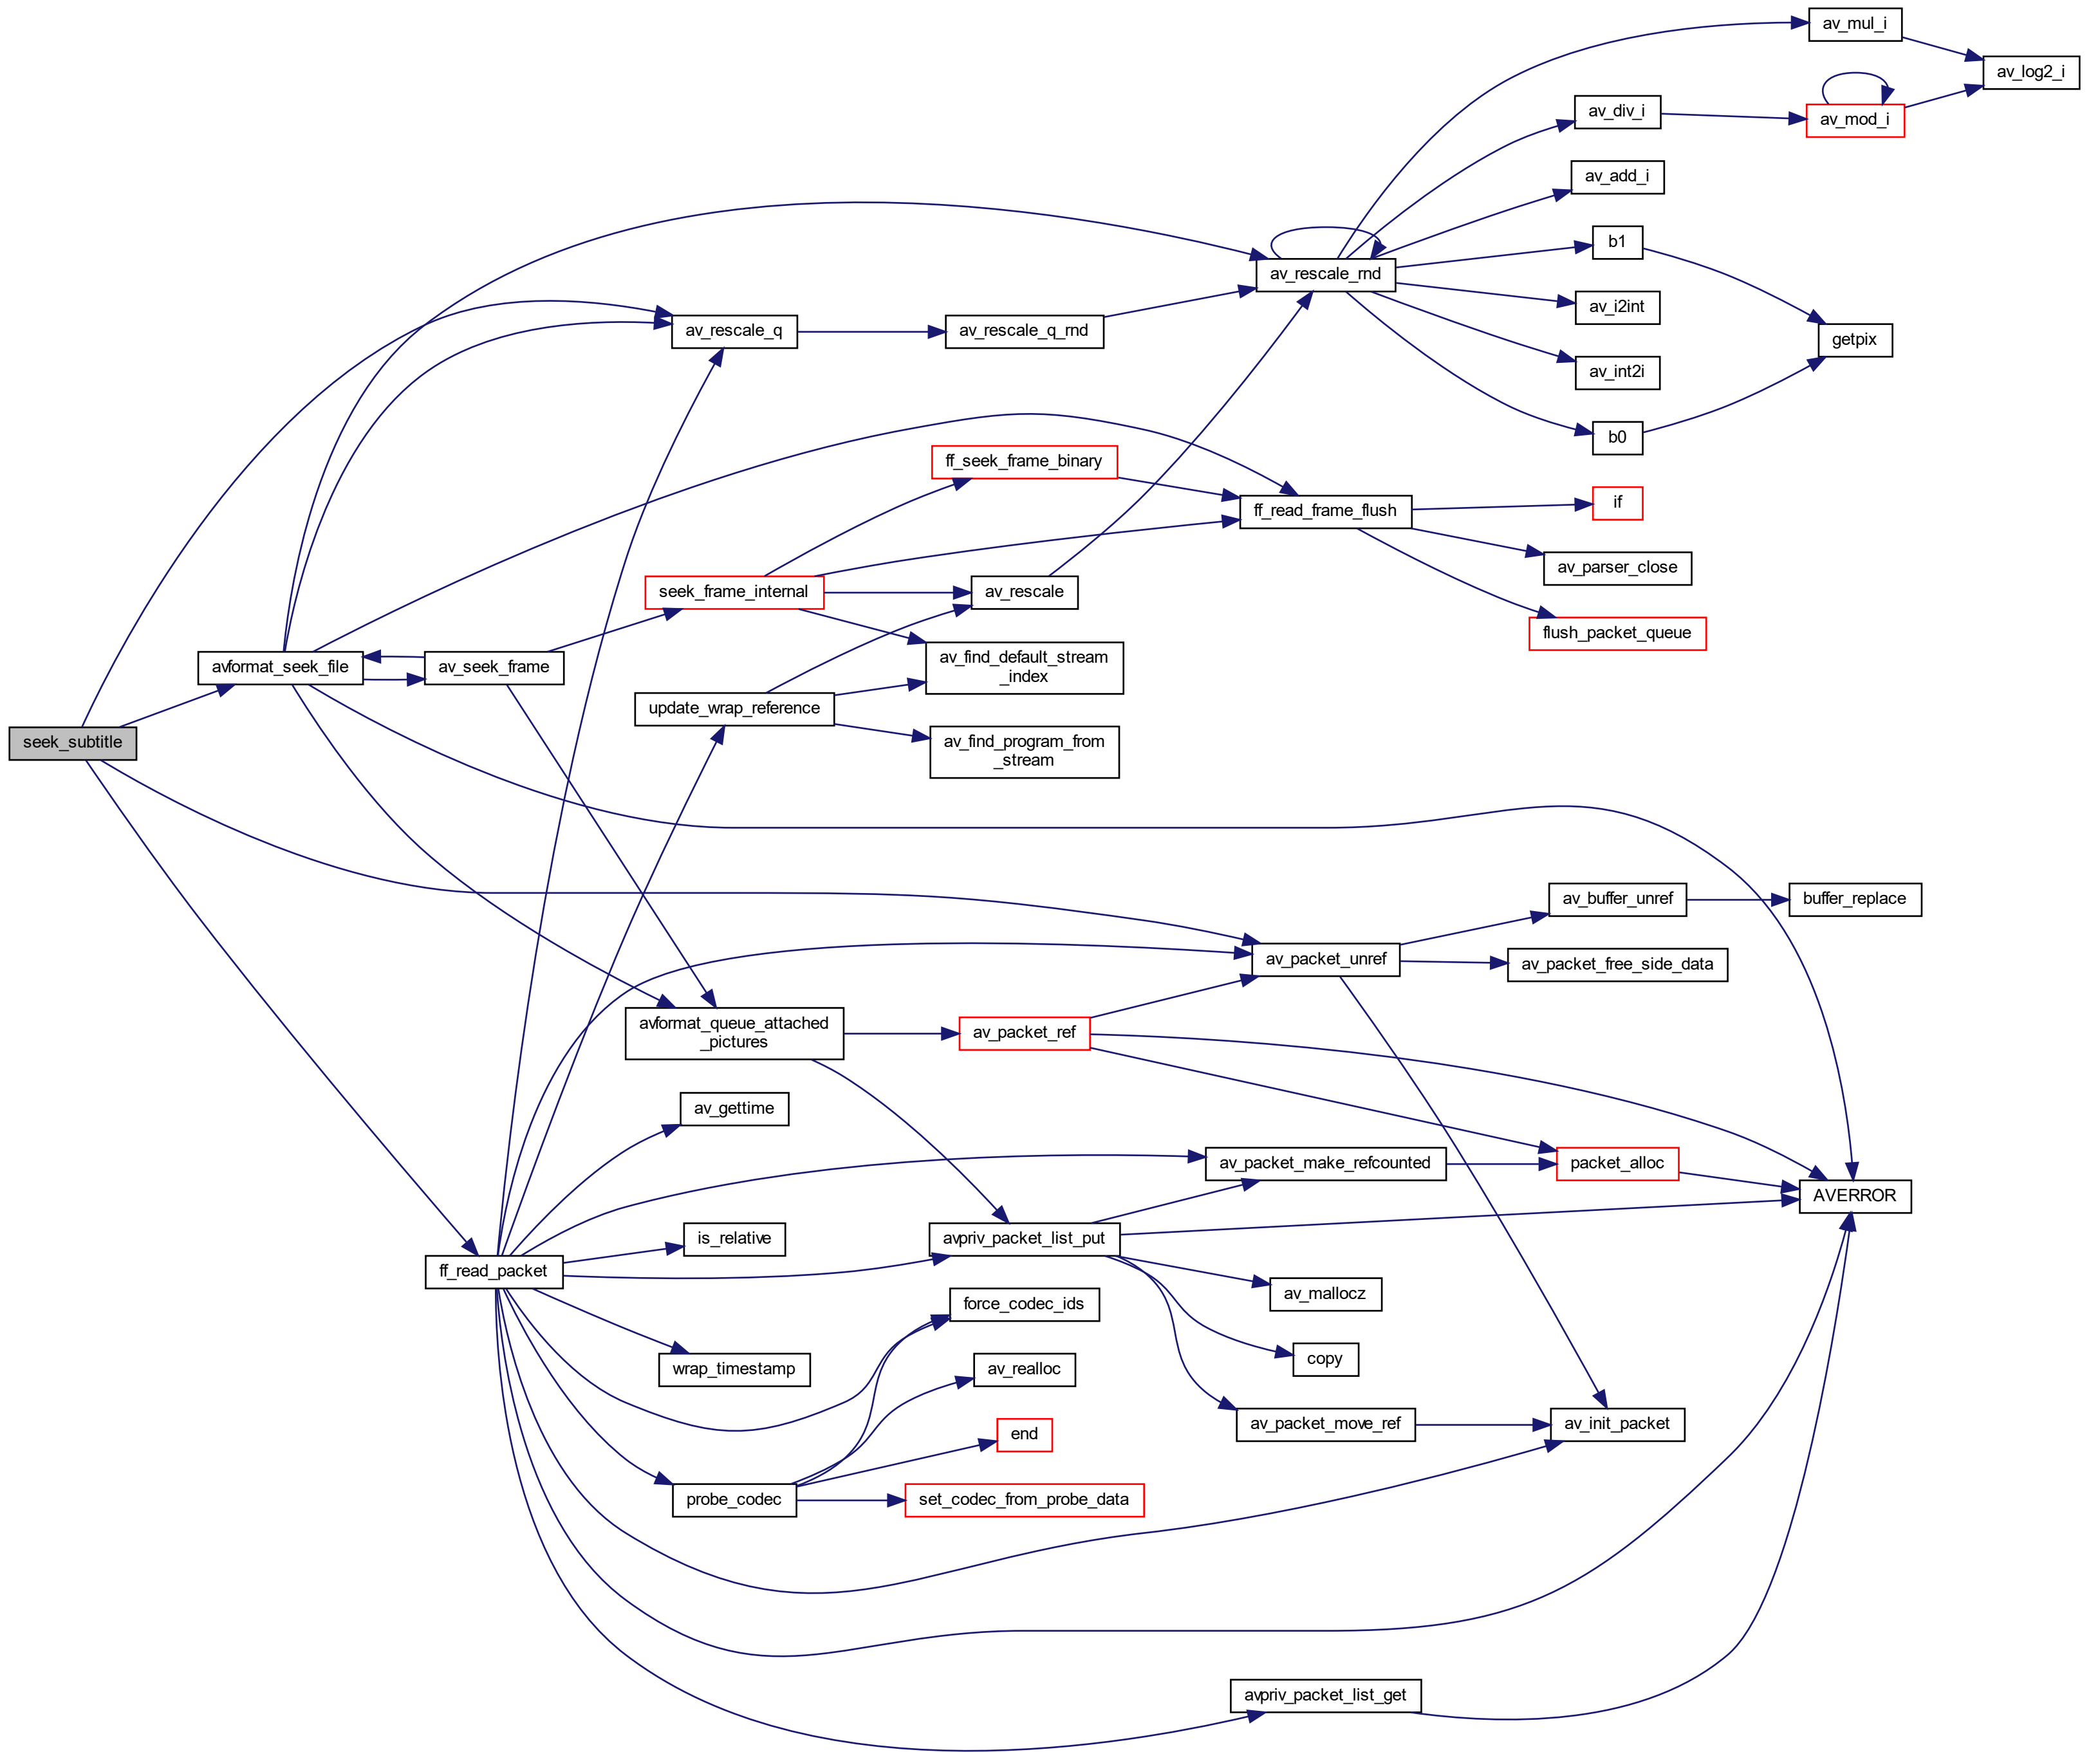 av_mul_i
av_log2_i
av_div_i
av_mod_i
av_add_i
b1
av_rescale_rnd
av_i2int
av_rescale_q
av_rescale_q_rnd
getpix
av_int2i
b0
ff_seek_frame_binary
if
ff_read_frame_flush
av_parser_close
seek_frame_internal
av_rescale
flush_packet_queue
avformat_seek_file
av_seek_frame
av_find_default_stream
_index
update_wrap_reference
seek_subtitle
av_find_program_from
_stream
av_buffer_unref
buffer_replace
av_packet_unref
av_packet_free_side_data
avformat_queue_attached
_pictures
av_packet_ref
av_gettime
av_packet_make_refcounted
packet_alloc
AVERROR
is_relative
avpriv_packet_list_put
ff_read_packet
av_mallocz
force_codec_ids
copy
wrap_timestamp
av_realloc
av_packet_move_ref
av_init_packet
end
probe_codec
set_codec_from_probe_data
avpriv_packet_list_get